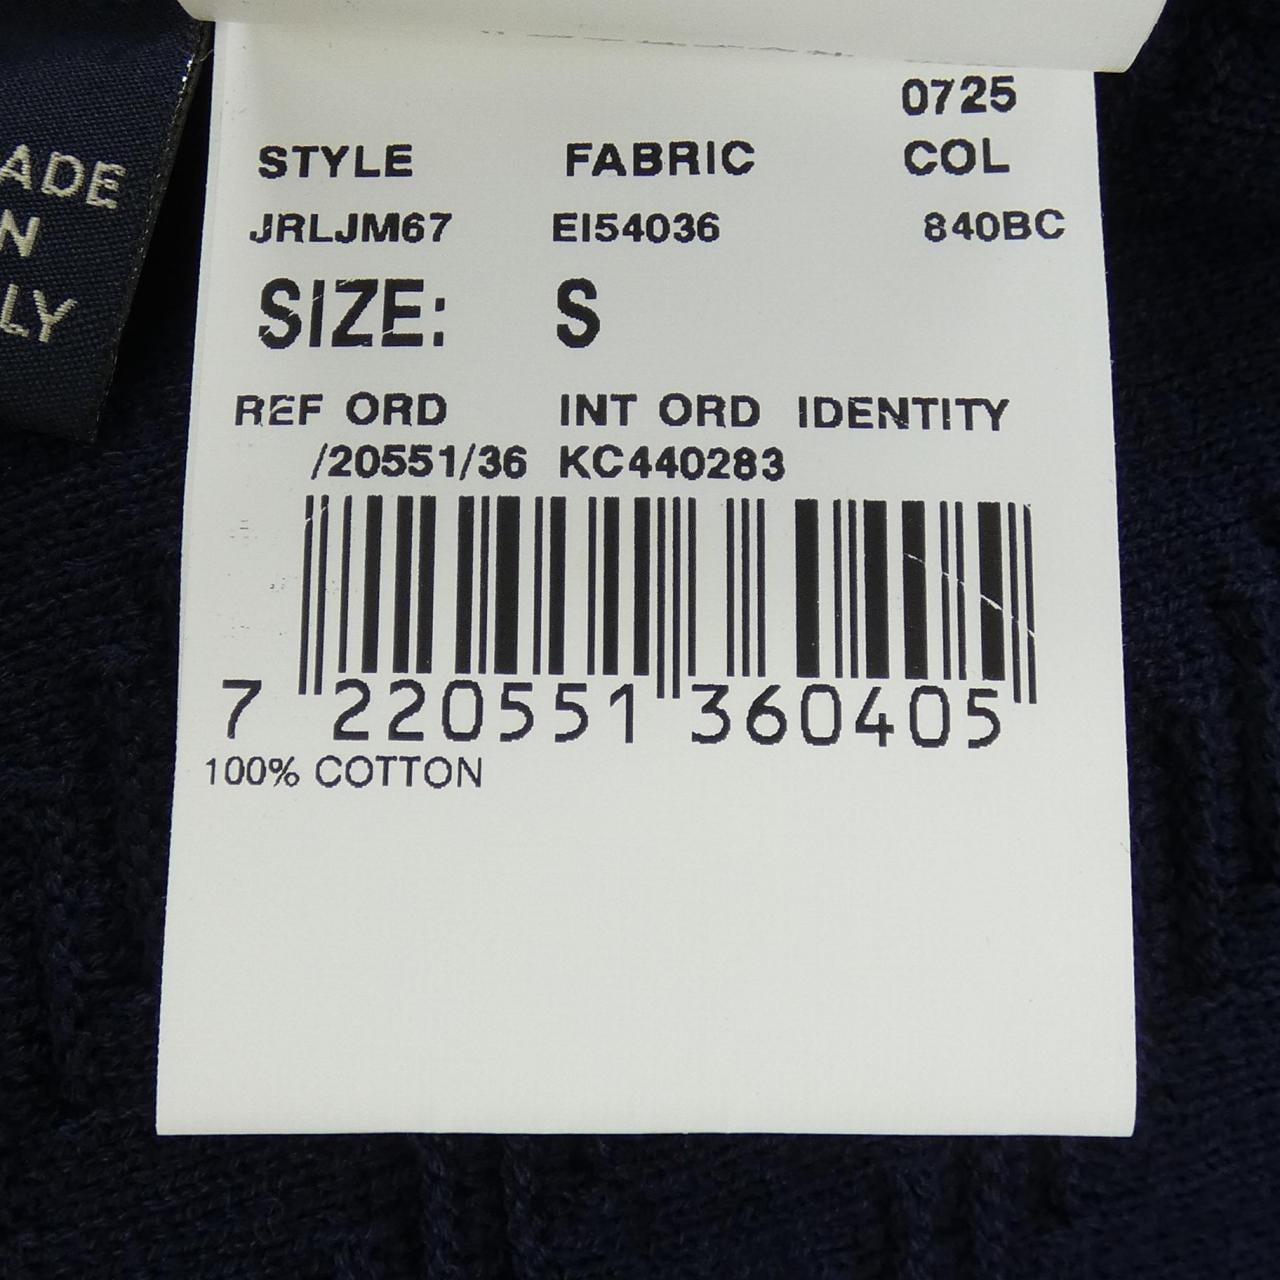 ADE
N
LY
0725
STYLE FABRIC COL
JRLJM67 EI54036 840BC
SIZE: S
REF ORD INT ORD IDENTITY
/20551/36 KC440283
7 220551 360405
100% COTTON